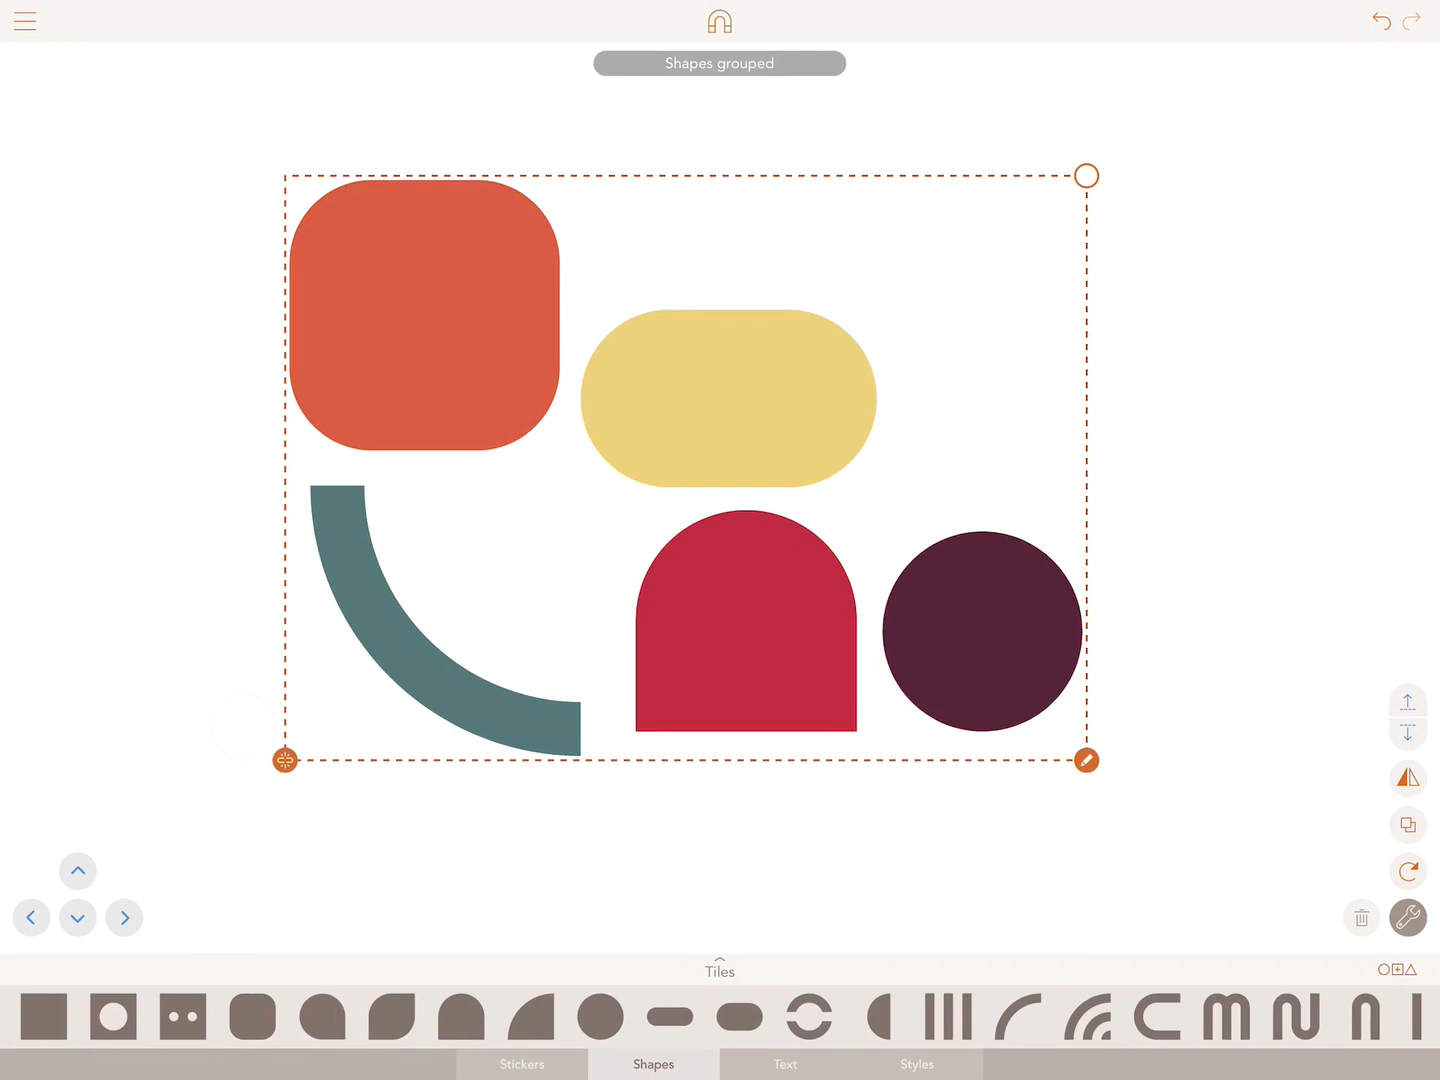 Shapes grouped
Tiles
Stickers
Shapes
Text
Styles